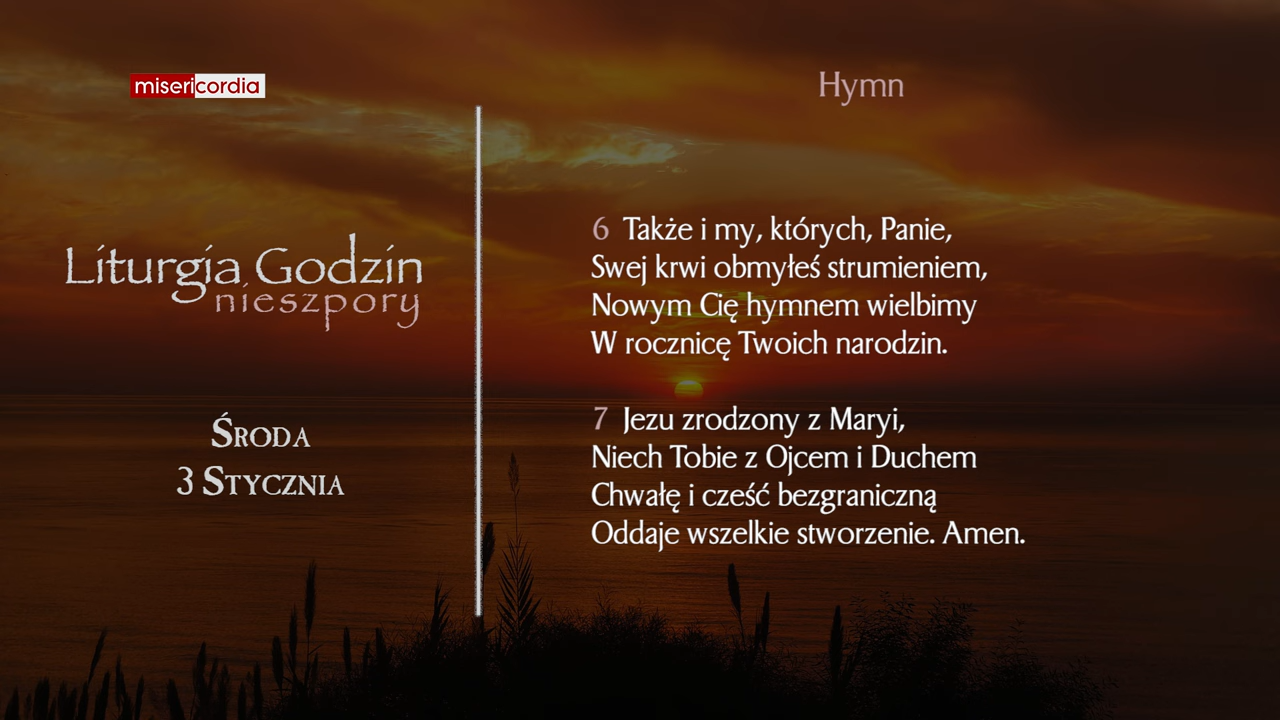 misericordia
Liturgia Godzin
nieszpory
Środa
3 Stycznia
Hymn
6 Także i my, których, Panie,
Swej krwi obmyłeś strumieniem,
Nowym Cię hymnem wielbimy
W rocznicę Twoich narodzin.
7 Jezu zrodzony z Maryi,
Niech Tobie z Ojcem i Duchem
Chwałę i cześć bezgraniczną
Oddaje wszelkie stworzenie. Amen.